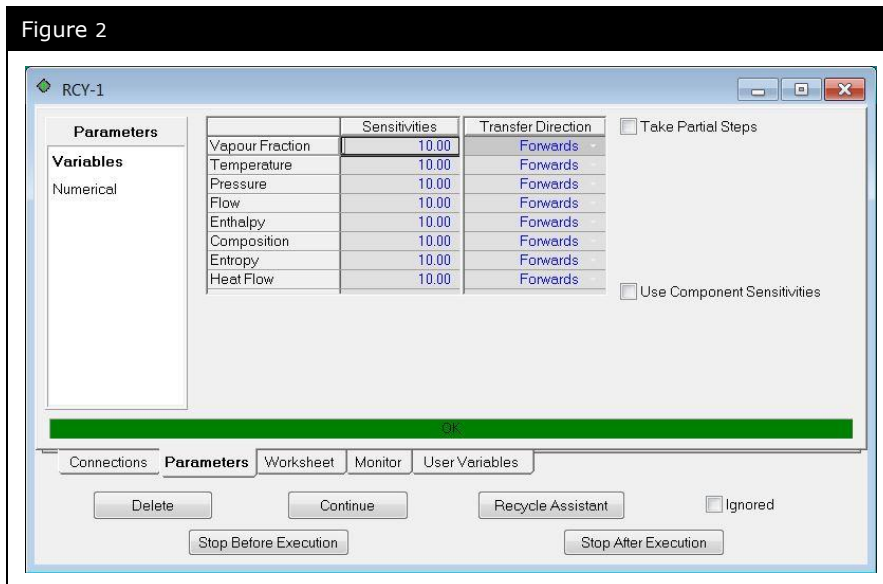 Figure 2
RCY-1
Parameters
Variables
Numerical
Sensitivities Transfer Direction
Vapour Fraction 10.00 Forwards
Temperature 10.00 Forwards
Pressure 10.00 Forwards
Flow 10.00 Forwards
Enthalpy 10.00 Forwards
Composition 10.00 Forwards
Entropy 10.00 Forwards
Heat Flow 10.00 Forwards
Take Partial Steps
Use Component Sensitivities
OK
Connections Parameters Worksheet Monitor User Variables
Delete Continue Recycle Assistant Ignored
Stop Before Execution Stop After Execution